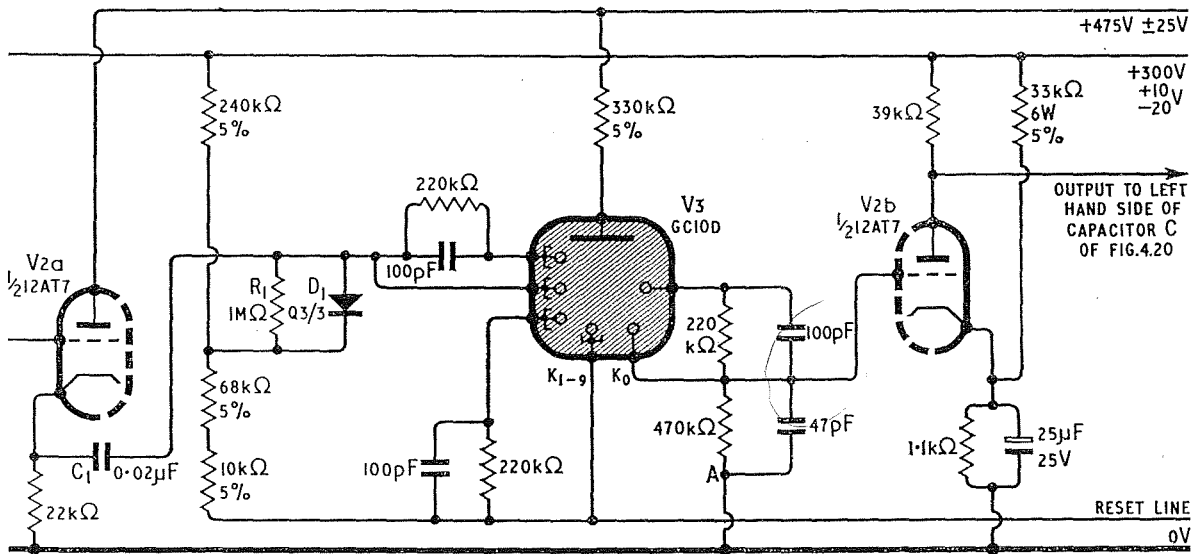 +475V ±25V
+300V
+10
-20 V
240kΩ
5%
330kΩ
5%
39kΩ
33kΩ
6W
5%
OUTPUT TO LEFT
HAND SIDE OF
CAPACITOR C
OF FIG.4.20
220kΩ
100pF
V3
GC10D
V2b
½12AT7
V2a
½12AT7
R1
1MΩ
D1
Q3/3
220
kΩ
100pF
K1-9
K0
68kΩ
5%
470kΩ
47pF
C1
0·02µF
10kΩ
5%
100pF
220kΩ
A
1·1kΩ
25µF
25V
22kΩ
RESET LINE
0V